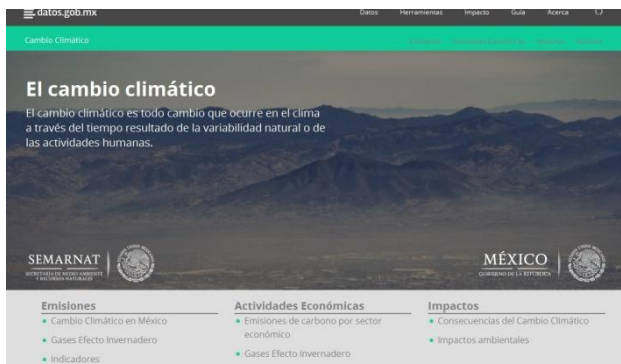 datos.gob.mx
Datos Herramientas Impacto Guía Acerca
Cambio Climático
El cambio climático
El cambio climático es todo cambio que ocurre en el clima
a través del tiempo resultado de la variabilidad natural o de
las actividades humanas.
SEMARNAT
SECRETARÍA DE MEDIO AMBIENTE
Y RECURSOS NATURALES
MÉXICO
GOBIERNO DE LA REPÚBLICA
Emisiones
Cambio Climático en México
Gases Efecto Invernadero
Indicadores
Actividades Económicas
Emisiones de carbono por sector
económico
Gases Efecto Invernadero
Impactos
Consecuencias del Cambio Climático
Impactos ambientales